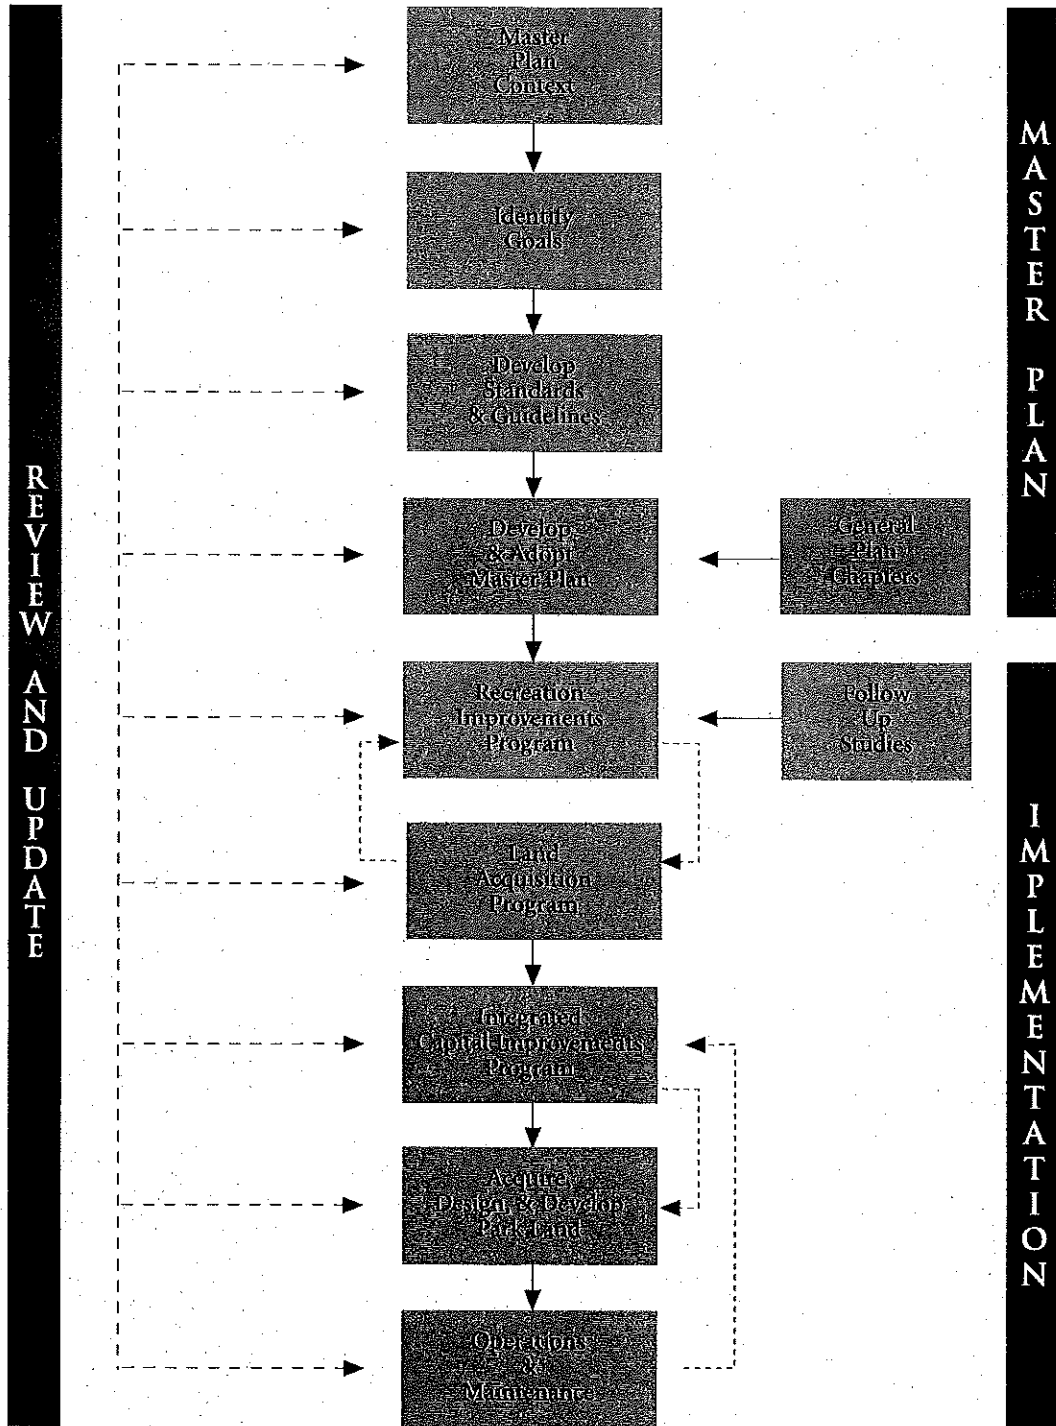 REVIEW AND UPDATE
Master
Plan
Context
Identify
Goals
Develop
Standards
& Guidelines
Develop
& Adopt
Master Plan
General
Plan
Chapters
Recreation
Improvements
Program
Follow
Up
Studies
Land
Acquisition
Program
Integrated
Capital Improvements
Program
Acquire,
Design, & Develop
Park Land
Operations
&
Maintenance
MASTER PLAN
IMPLEMENTATION